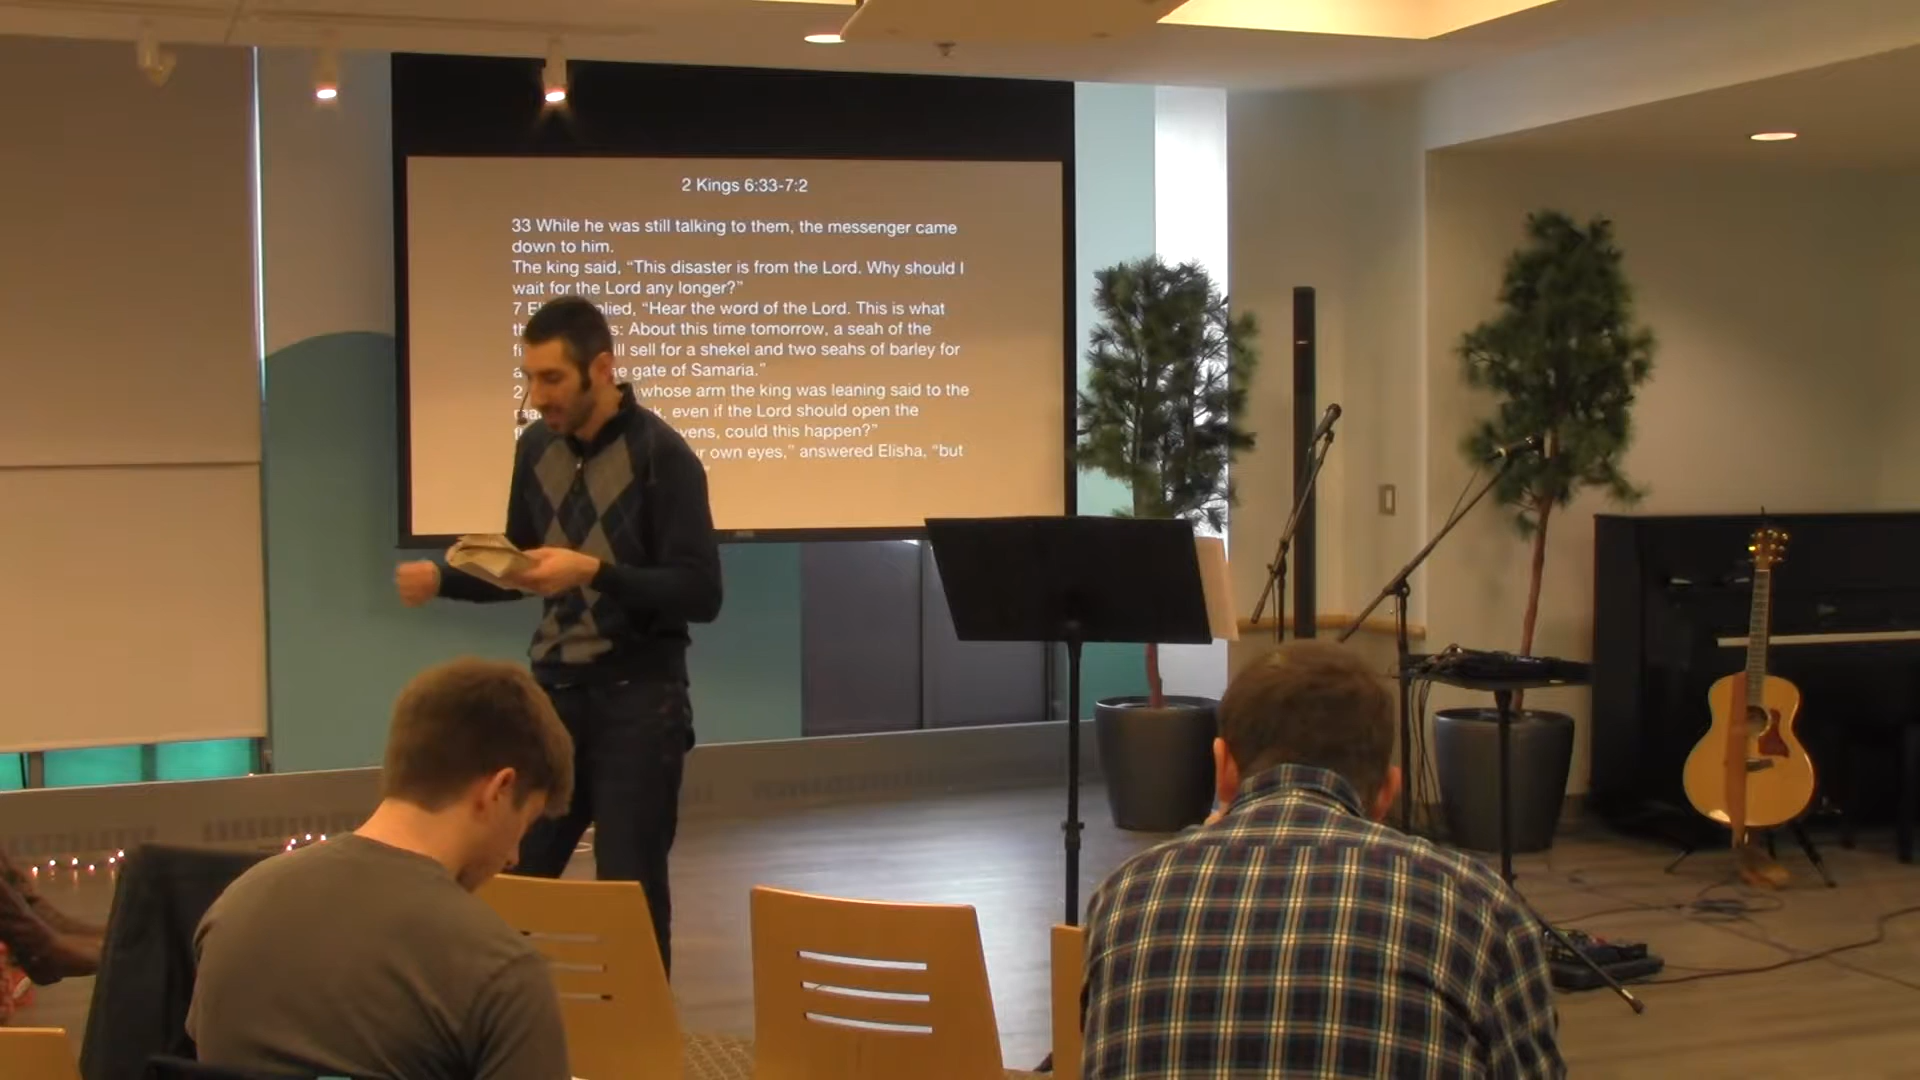 2 Kings 6:33-7:2
33 While he was still talking to them, the messenger came
down to him.
The king said, “This disaster is from the Lord. Why should I
wait for the Lord any longer?”
7 “Hear the word of the Lord. This is what
About this time tomorrow, a seah of the
sell for a shekel and two seahs of barley for
gate of Samaria.”
2 whose arm the king was leaning said to the
even if the Lord should open the
could this happen?”
own eyes,” answered Elisha, “but